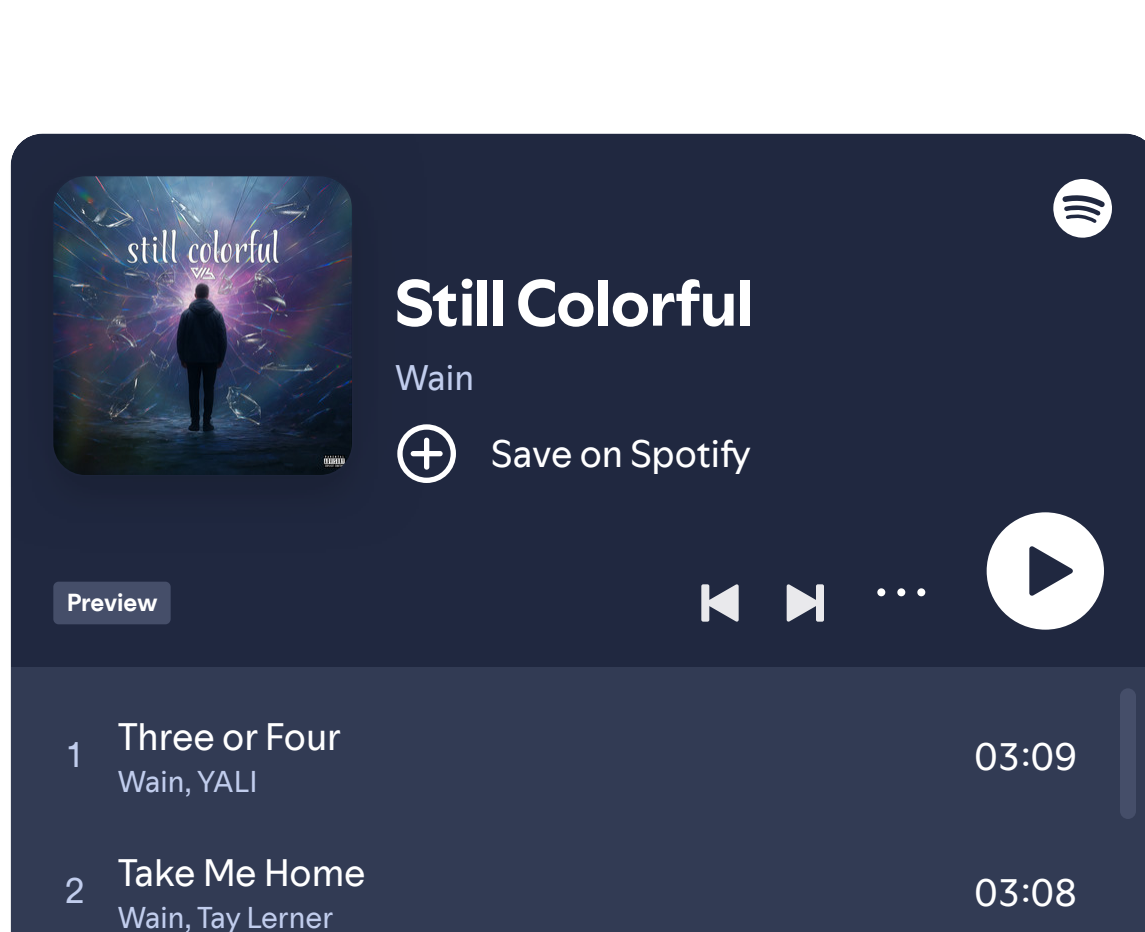 still colorful
Still Colorful
Wain
Save on Spotify
Preview
1
Three or Four
Wain, YALI
03:09
2
Take Me Home
Wain, Tay Lerner
03:08